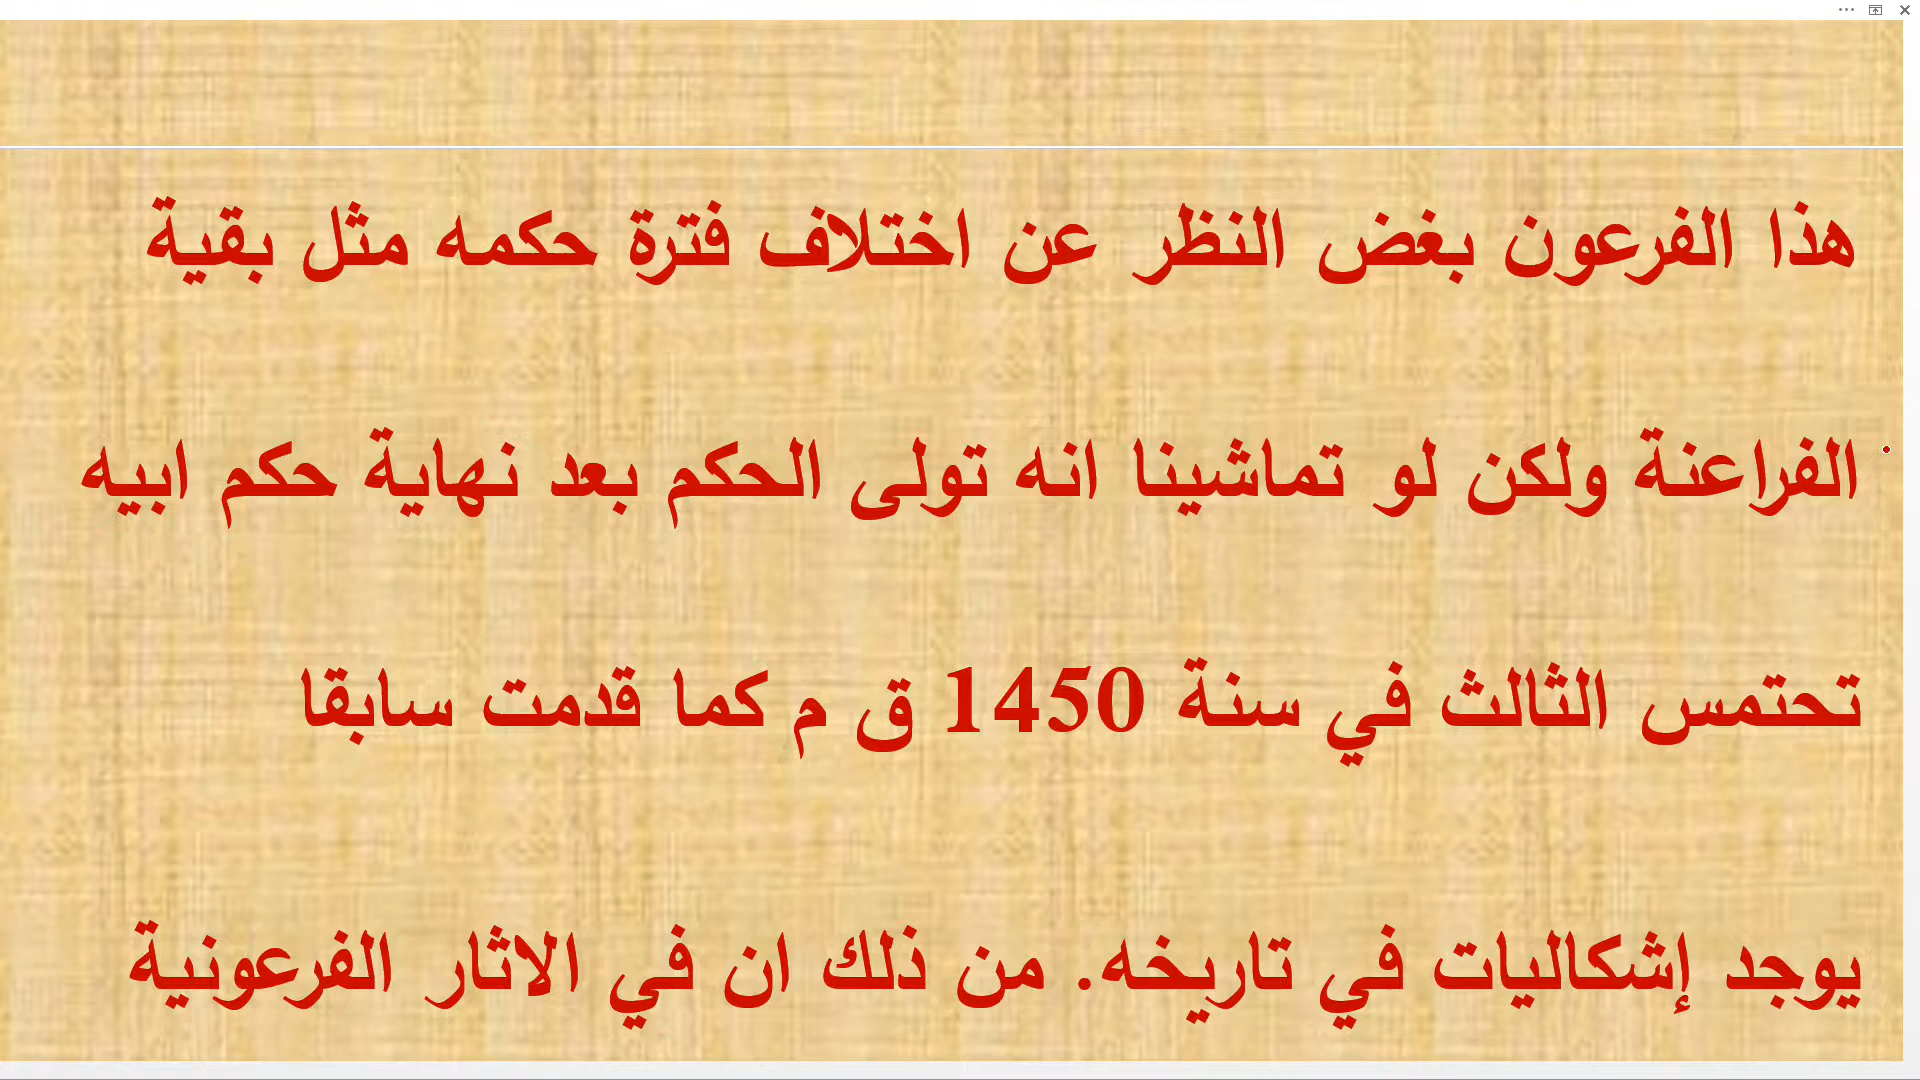 هذا الفرعون بغض النظر عن اختلاف فترة حكمه مثل بقية
الفراعنة ولكن لو تماشينا انه تولى الحكم بعد نهاية حكم ابيه
تحتمس الثالث في سنة 1450 ق م كما قدمت سابقا
يوجد إشكاليات في تاريخه. من ذلك ان في الاثار الفرعونية